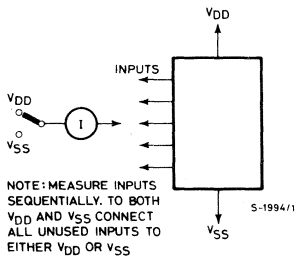 VDD
INPUTS
VDD
I
VSS
NOTE: MEASURE INPUTS
SEQUENTIALLY. TO BOTH
VDD AND VSS CONNECT
ALL UNUSED INPUTS TO
EITHER VDD OR VSS
S-1994/1
VSS